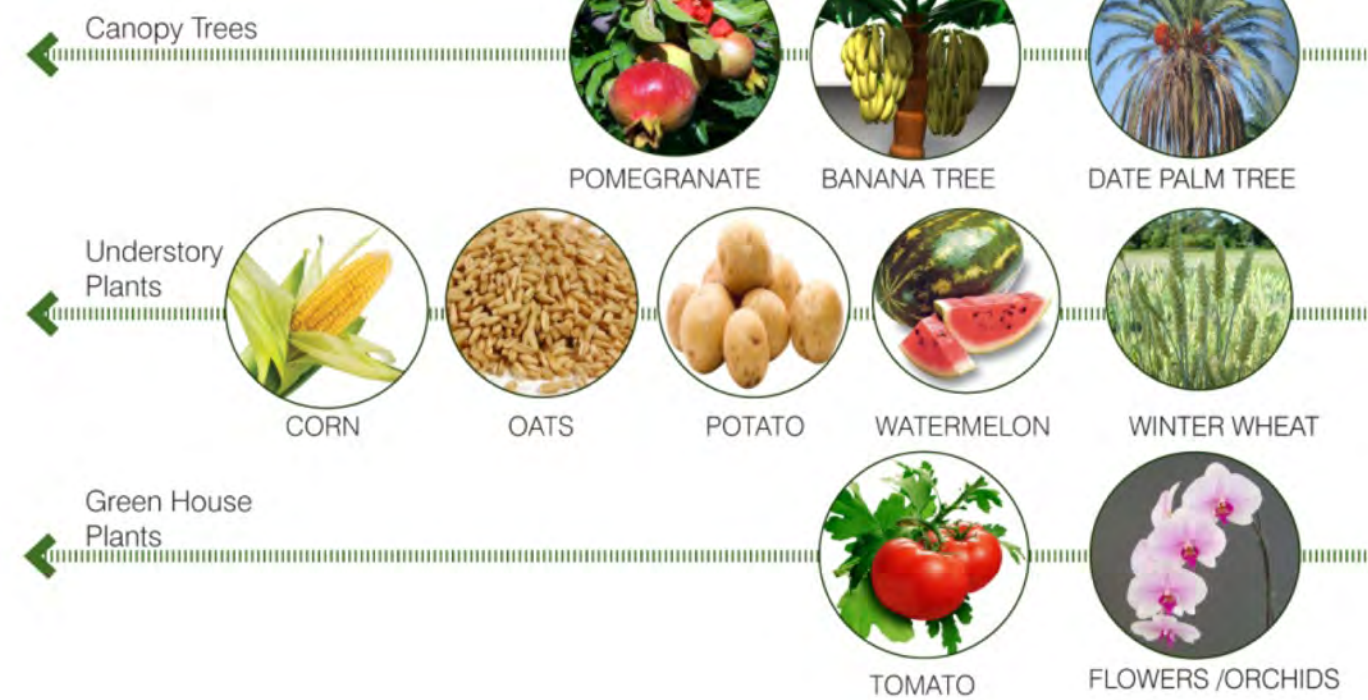 Canopy Trees
POMEGRANATE
BANANA TREE
DATE PALM TREE
Understory
Plants
CORN
OATS
POTATO
WATERMELON
WINTER WHEAT
Green House
Plants
TOMATO
FLOWERS /ORCHIDS